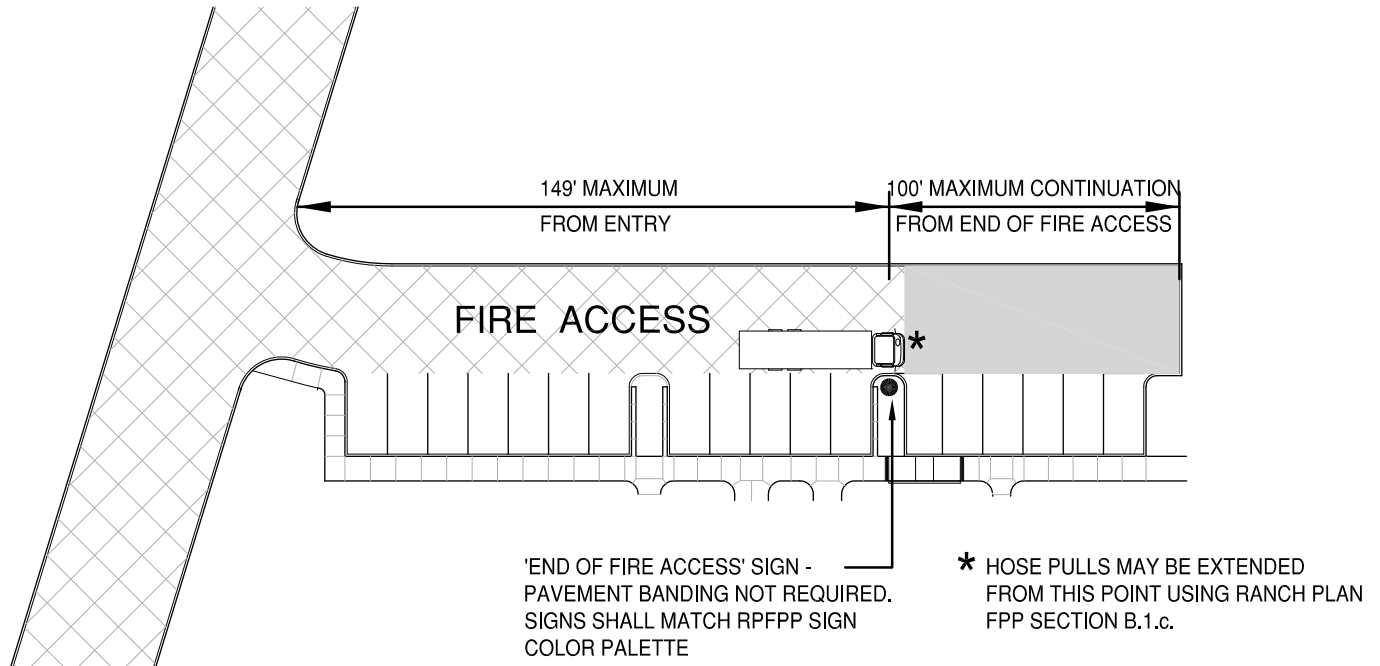 149' MAXIMUM
FROM ENTRY
100' MAXIMUM CONTINUATION
FROM END OF FIRE ACCESS
FIRE ACCESS
*
'END OF FIRE ACCESS' SIGN -
PAVEMENT BANDING NOT REQUIRED.
SIGNS SHALL MATCH RPFPP SIGN
COLOR PALETTE
* HOSE PULLS MAY BE EXTENDED
FROM THIS POINT USING RANCH PLAN
FPP SECTION B.1.c.